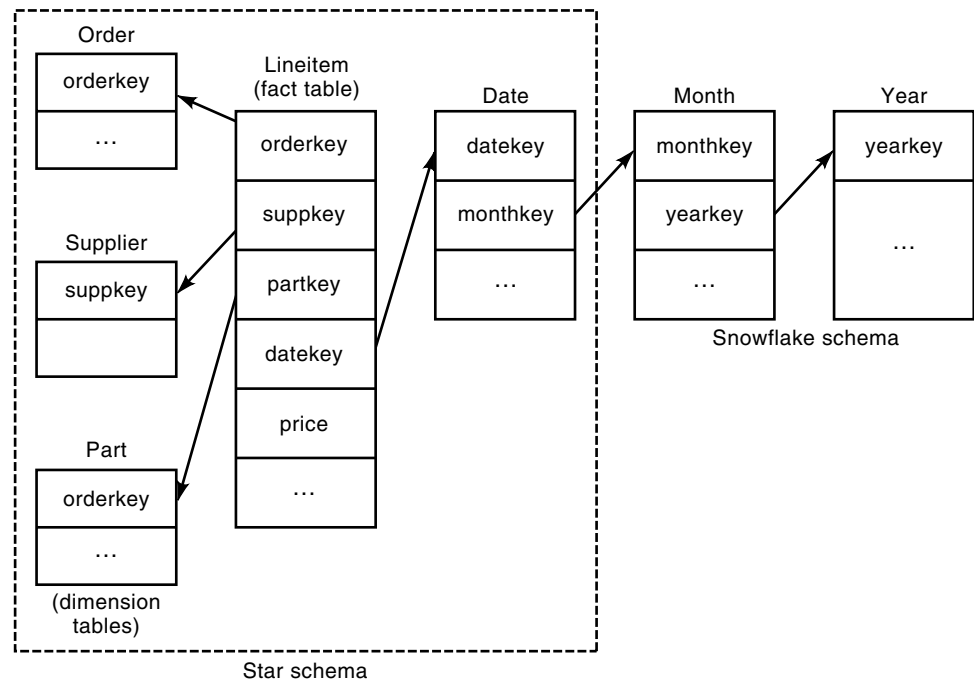 Order
orderkey
...
Supplier
suppkey
Part
orderkey
...
(dimension
tables)
Lineitem
(fact table)
orderkey
suppkey
partkey
datekey
price
...
Date
datekey
monthkey
...
Month
monthkey
yearkey
...
Year
yearkey
...
Snowflake schema
Star schema